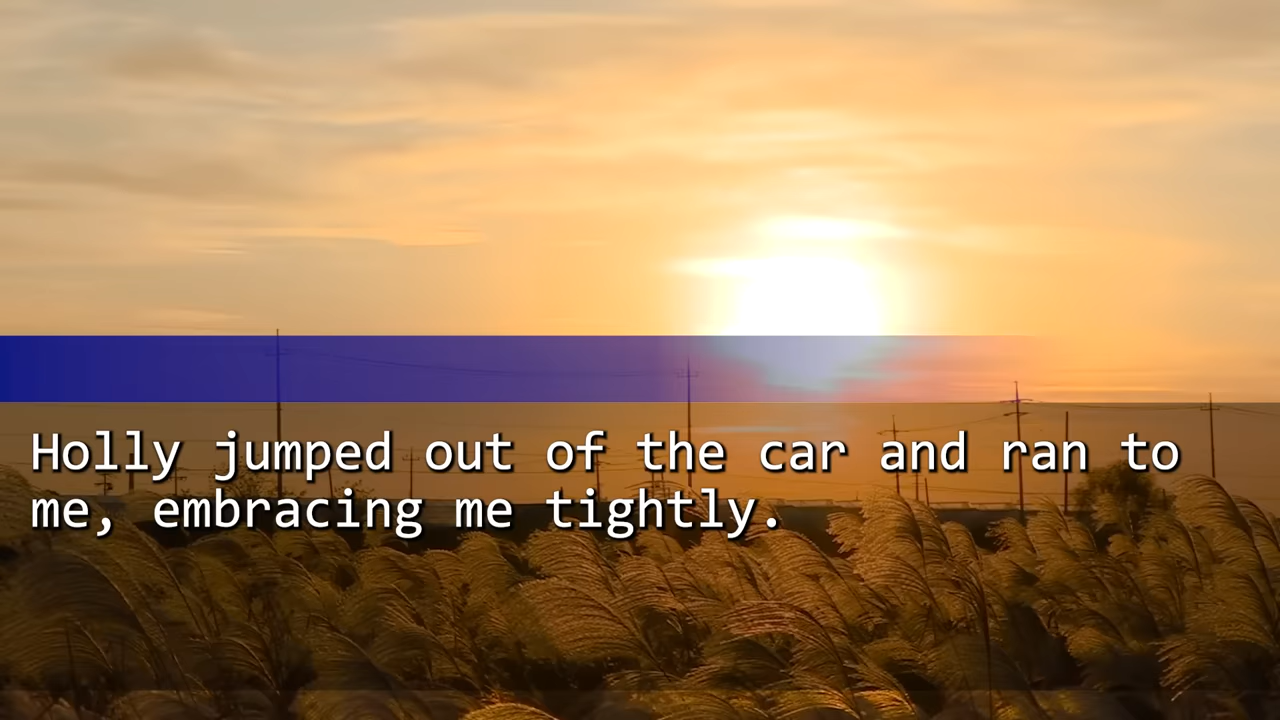 Holly jumped out of the car and ran to
me, embracing me tightly.